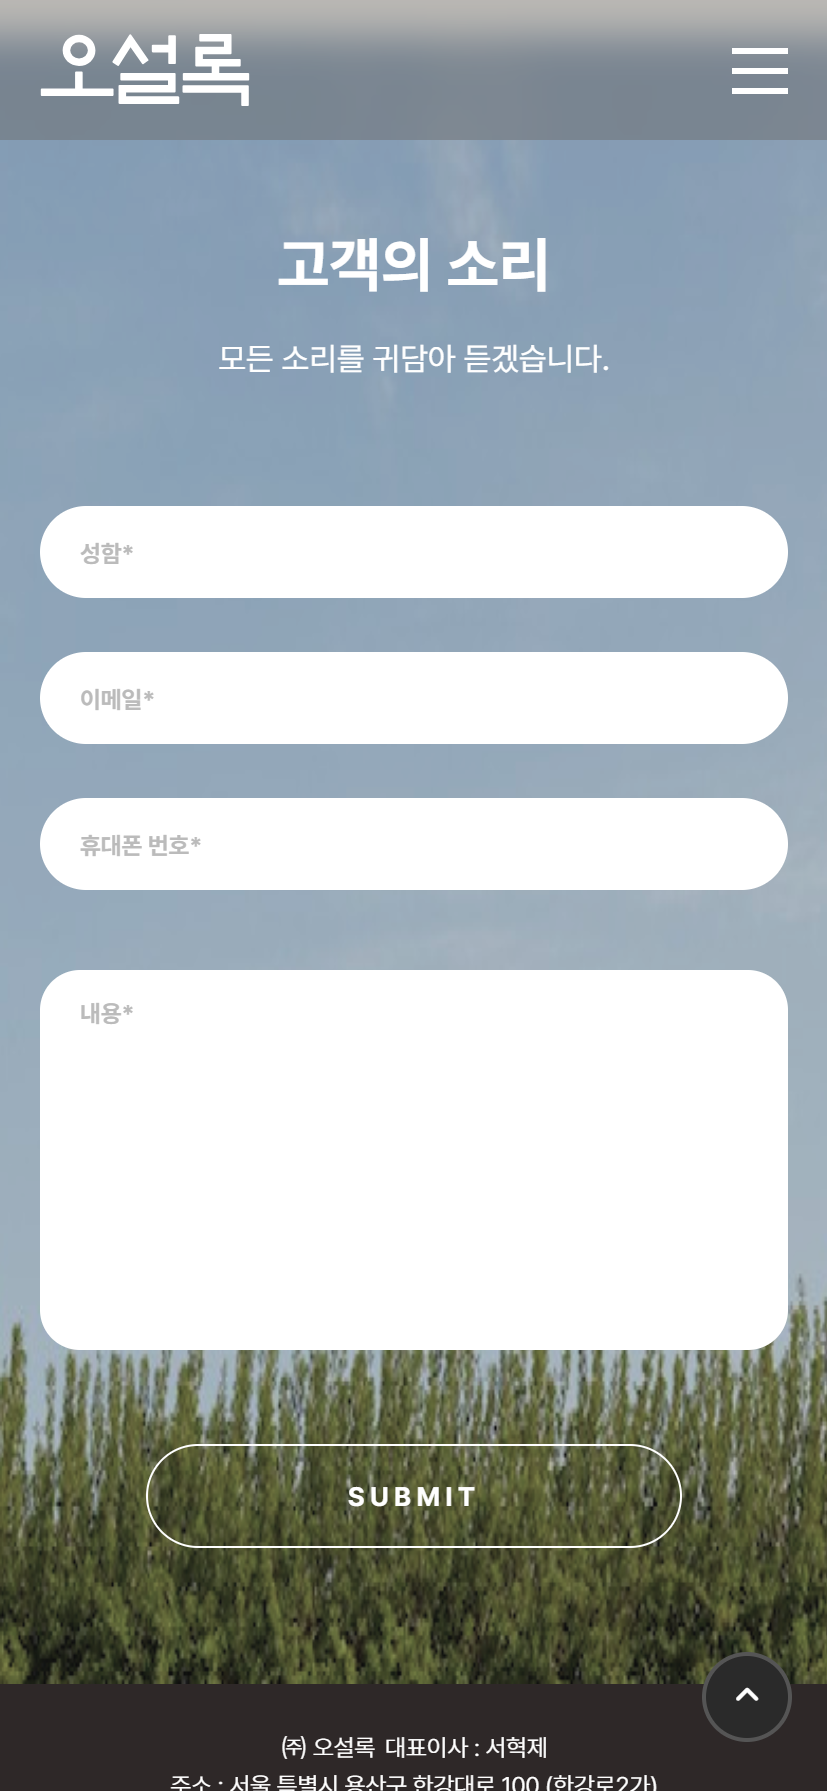 오설록
고객의 소리
모든 소리를 귀담아 듣겠습니다.
성함*
이메일*
휴대폰 번호*
내용*
SUBMIT
㈜ 오설록 대표이사 : 서혁제
주소 : 서울 특별시 용산구 한강대로 100 (한강로2가)